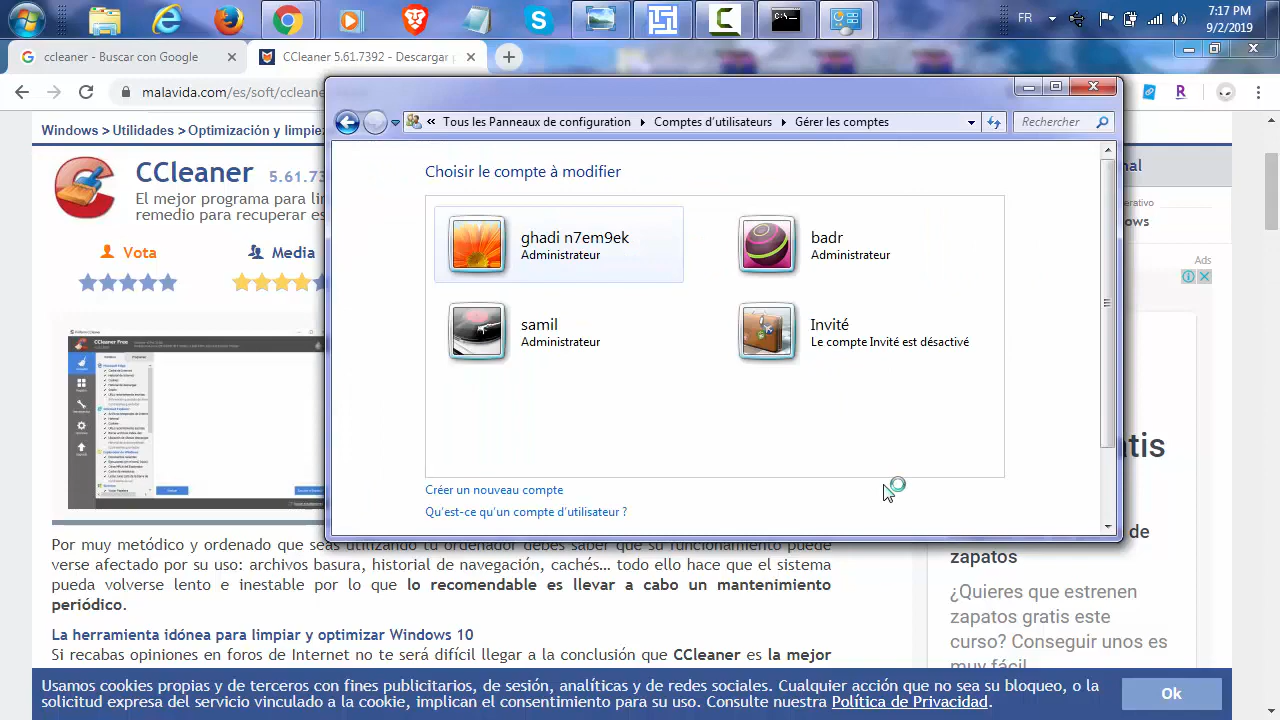 FR
7:17 PM
9/2/2019
ccleaner - Buscar con Google
CCleaner 5.61.7392 - Descargar
malavida.com/es/soft/ccleane
Windows > Utilidades > Optimización y limpiez
CCleaner 5.61.73
El mejor programa para lim
remedio para recuperar es
Vota
Media
Tous les Panneaux de configuration
Comptes d'utilisateurs
Gérer les comptes
Rechercher
Choisir le compte à modifier
ghadi n7em9ek
Administrateur
badr
Administrateur
samil
Administrateur
Invité
Le compte Invité est désactivé
Créer un nouveau compte
Qu'est-ce qu'un compte d'utilisateur ?
Ads
Por muy metódico y ordenado que seas utilizando tu ordenador debes saber que su funcionamiento puede
verse afectado por su uso: archivos basura, historial de navegación, cachés... todo ello hace que el sistema
pueda volverse lento e inestable por lo que lo recomendable es llevar a cabo un mantenimiento
periódico.
La herramienta idónea para limpiar y optimizar Windows 10
Si recabas opiniones en foros de Internet no te será difícil llegar a la conclusión que CCleaner es la mejor
atis
de
zapatos
¿Quieres que estrenen
zapatos gratis este
curso? Conseguir unos es
muy fácil
Usamos cookies propias y de terceros con fines publicitarios, de sesión, analíticas y de redes sociales. Cualquier acción que no sea su bloqueo, o la
solicitud expresa del servicio vinculado a la cookie, implicará el consentimiento para su uso. Consulte nuestra Política de Privacidad.
Ok